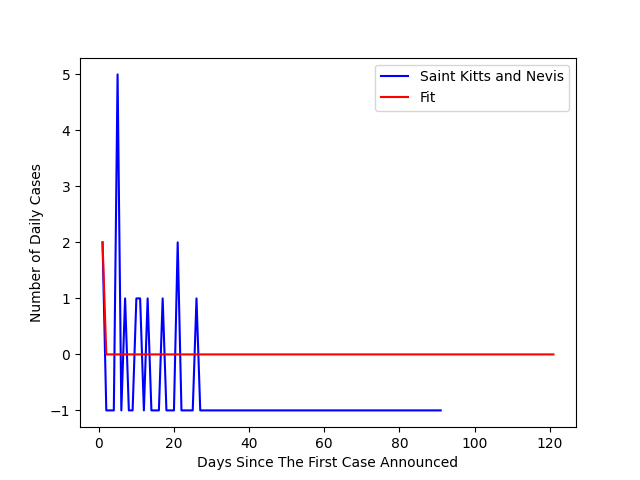 Saint Kitts and Nevis
Fit
5
4
3
2
1
0
−1
Number of Daily Cases
0 20 40 60 80 100 120
Days Since The First Case Announced